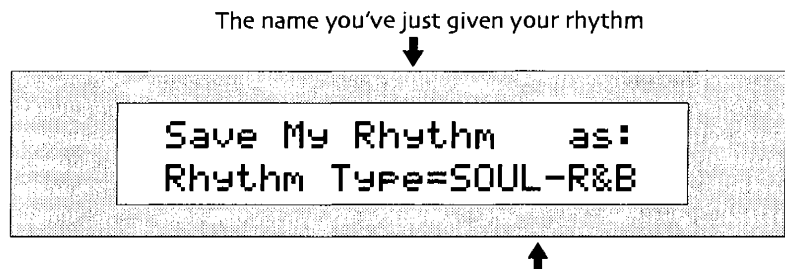 The name you've just given your rhythm
Save My Rhythm as:
Rhythm Type=SOUL-R&B